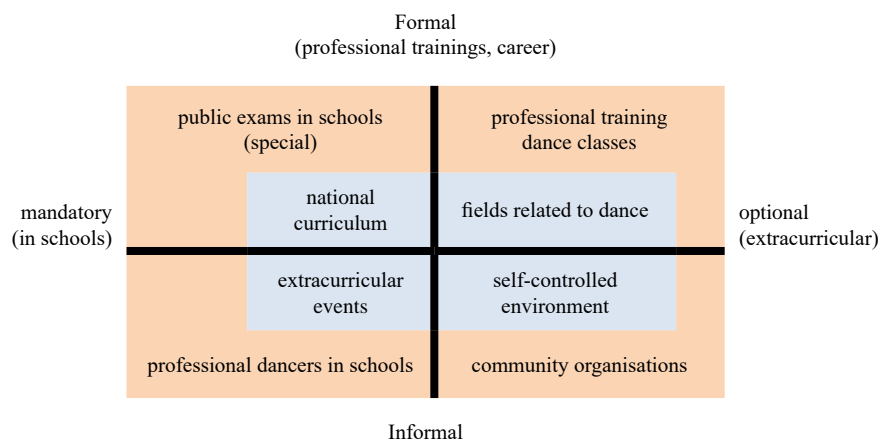 Formal
(professional trainings, career)
public exams in schools
(special)
professional training
dance classes
national
curriculum
fields related to dance
mandatory
(in schools)
optional
(extracurricular)
extracurricular
events
self-controlled
environment
professional dancers in schools
community organisations
Informal